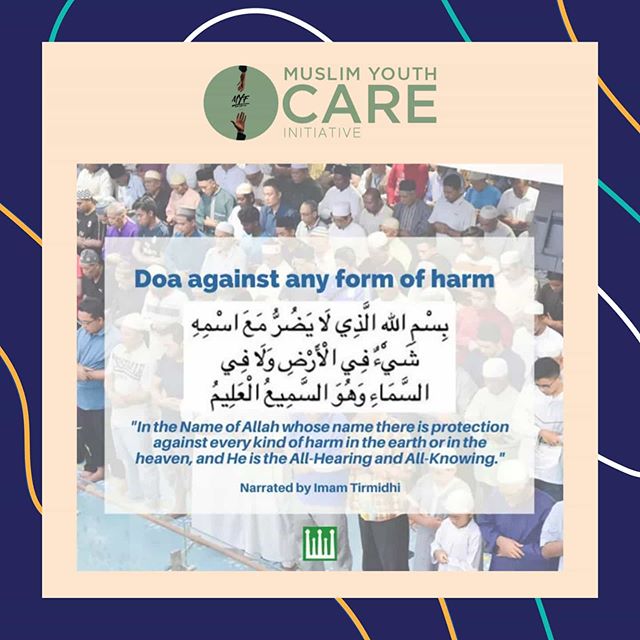 MUSLIM YOUTH
CARE
INITIATIVE
MYF
Doa against any form of harm
بِسْمِ اللهِ الَّذِي لَا يَضُرُّ مَعَ اسْمِهِ
شَيْءٌ فِي الْأَرْضِ وَلَا فِي
السَّمَاءِ وَهُوَ السَّمِيعُ الْعَلِيمُ
"In the Name of Allah whose name there is protection
against every kind of harm in the earth or in the
heaven, and He is the All-Hearing and All-Knowing."
Narrated by Imam Tirmidhi